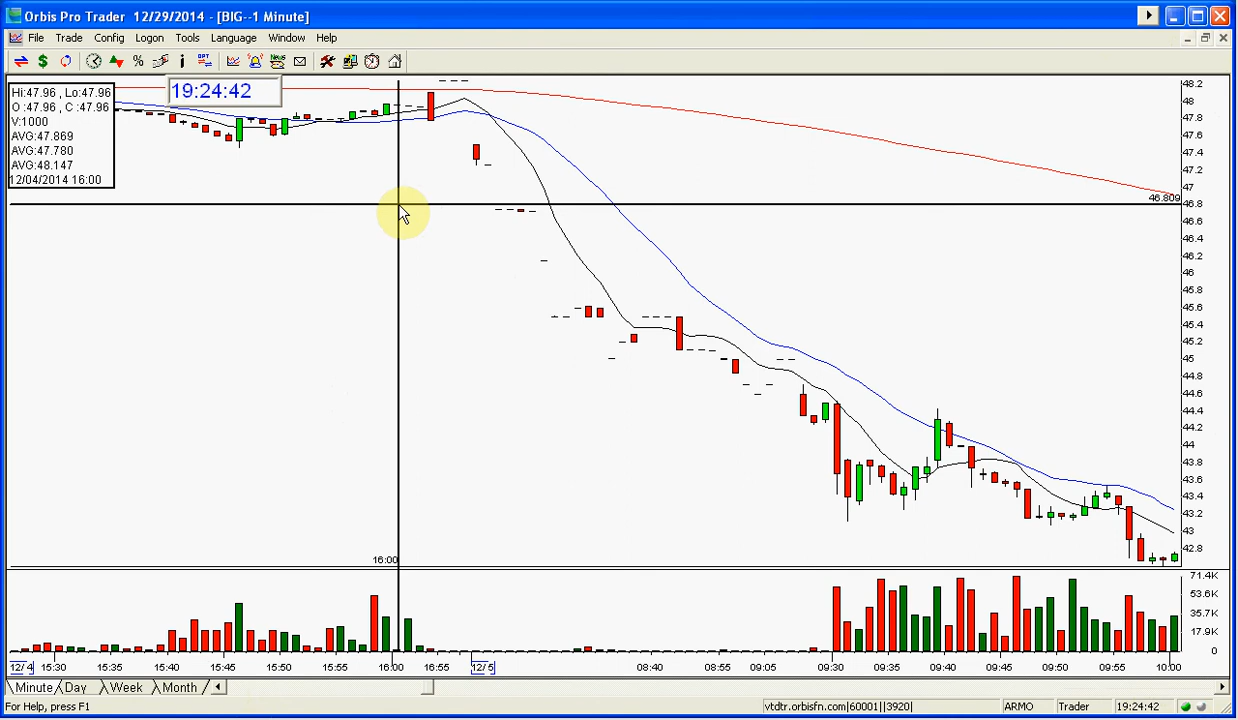 Orbis Pro Trader 12/29/2014 - [BIG--1 Minute]
File Trade Config Logon Tools Language Window Help
Hi:47.96 , Lo:47.96
O :47.96 , C :47.96
V:1000
AVG:47.869
AVG:47.780
AVG:48.147
12/04/2014 16:00
19:24:42
48.2
48
47.8
47.6
47.4
47.2
47
46.809
46.8
46.6
46.4
46.2
46
45.8
45.6
45.4
45.2
45
44.8
44.6
44.4
44.2
44
43.8
43.6
43.4
43.2
43
42.8
16:00
71.4K
53.6K
35.7K
17.9K
0
12/ 4 15:30 15:35 15:40 15:45 15:50 15:55 16:00 16:55 12/ 5 08:40 08:55 09:05 09:30 09:35 09:40 09:45 09:50 09:55 10:00
Minute Day Week Month
For Help, press F1 vtdtr.orbisfn.com|60001||3920| ARMO Trader 19:24:42